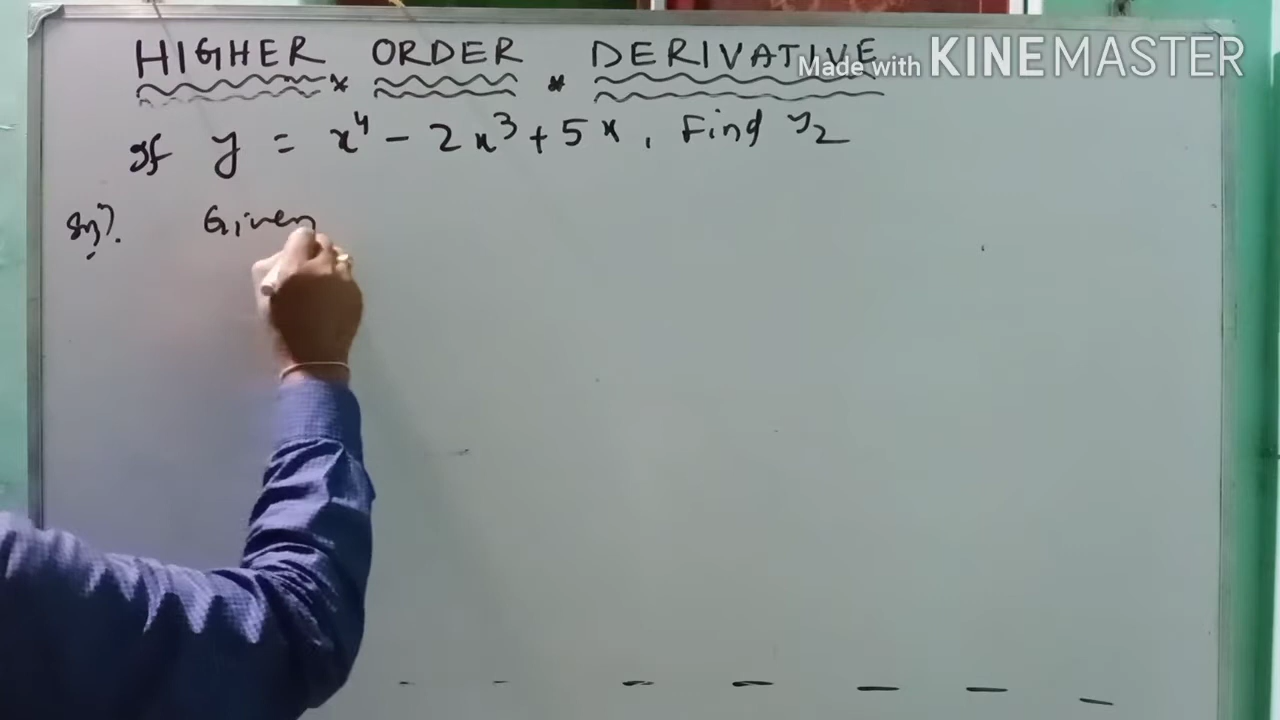 HIGHER ORDER DERIVATIVE
Made with KINEMASTER
If y = x⁴ - 2x³ + 5x, Find y₂
Solⁿ. Given